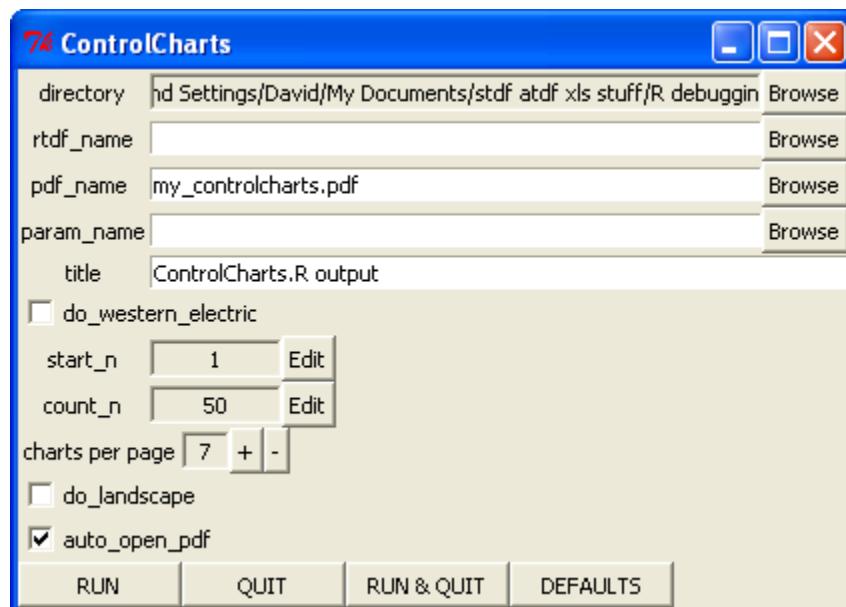 ControlCharts
directory nd Settings/David/My Documents/stdf atdf xls stuff/R debuggin Browse
rtdf_name Browse
pdf_name my_controlcharts.pdf Browse
param_name Browse
title ControlCharts.R output
do_western_electric
start_n 1 Edit
count_n 50 Edit
charts per page 7 + -
do_landscape
auto_open_pdf
RUN QUIT RUN & QUIT DEFAULTS